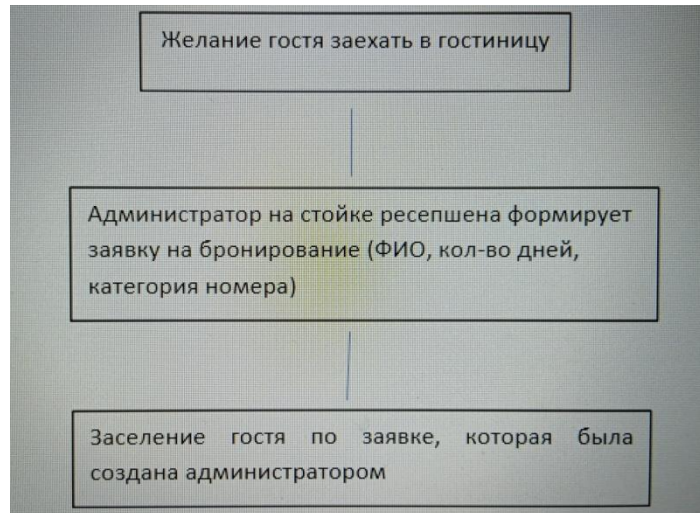 Желание гостя заехать в гостиницу
Администратор на стойке ресепшена формирует
заявку на бронирование (ФИО, кол-во дней,
категория номера)
Заселение гостя по заявке, которая была
создана администратором